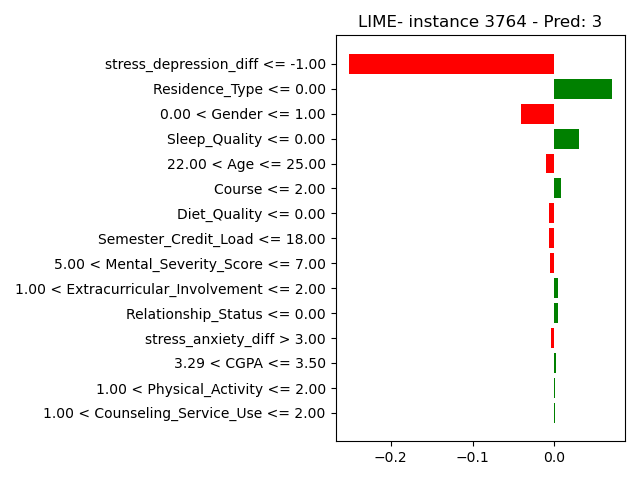 LIME- instance 3764 - Pred: 3
stress_depression_diff <= -1.00
Residence_Type <= 0.00
0.00 < Gender <= 1.00
Sleep_Quality <= 0.00
22.00 < Age <= 25.00
Course <= 2.00
Diet_Quality <= 0.00
Semester_Credit_Load <= 18.00
5.00 < Mental_Severity_Score <= 7.00
1.00 < Extracurricular_Involvement <= 2.00
Relationship_Status <= 0.00
stress_anxiety_diff > 3.00
3.29 < CGPA <= 3.50
1.00 < Physical_Activity <= 2.00
1.00 < Counseling_Service_Use <= 2.00
−0.2 −0.1 0.0